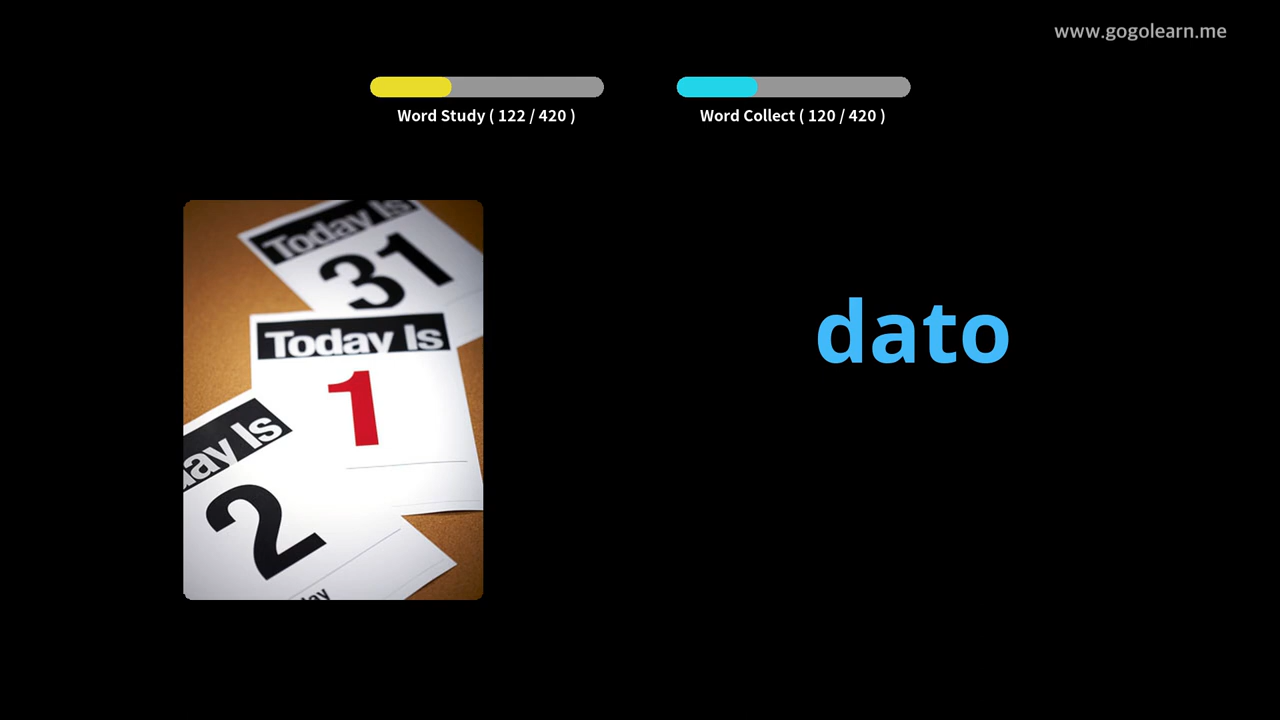 www.gogolearn.me
Word Study ( 122 / 420 )
Word Collect ( 120 / 420 )
Today Is
31
Today Is
1
dato
ay Is
2
ay